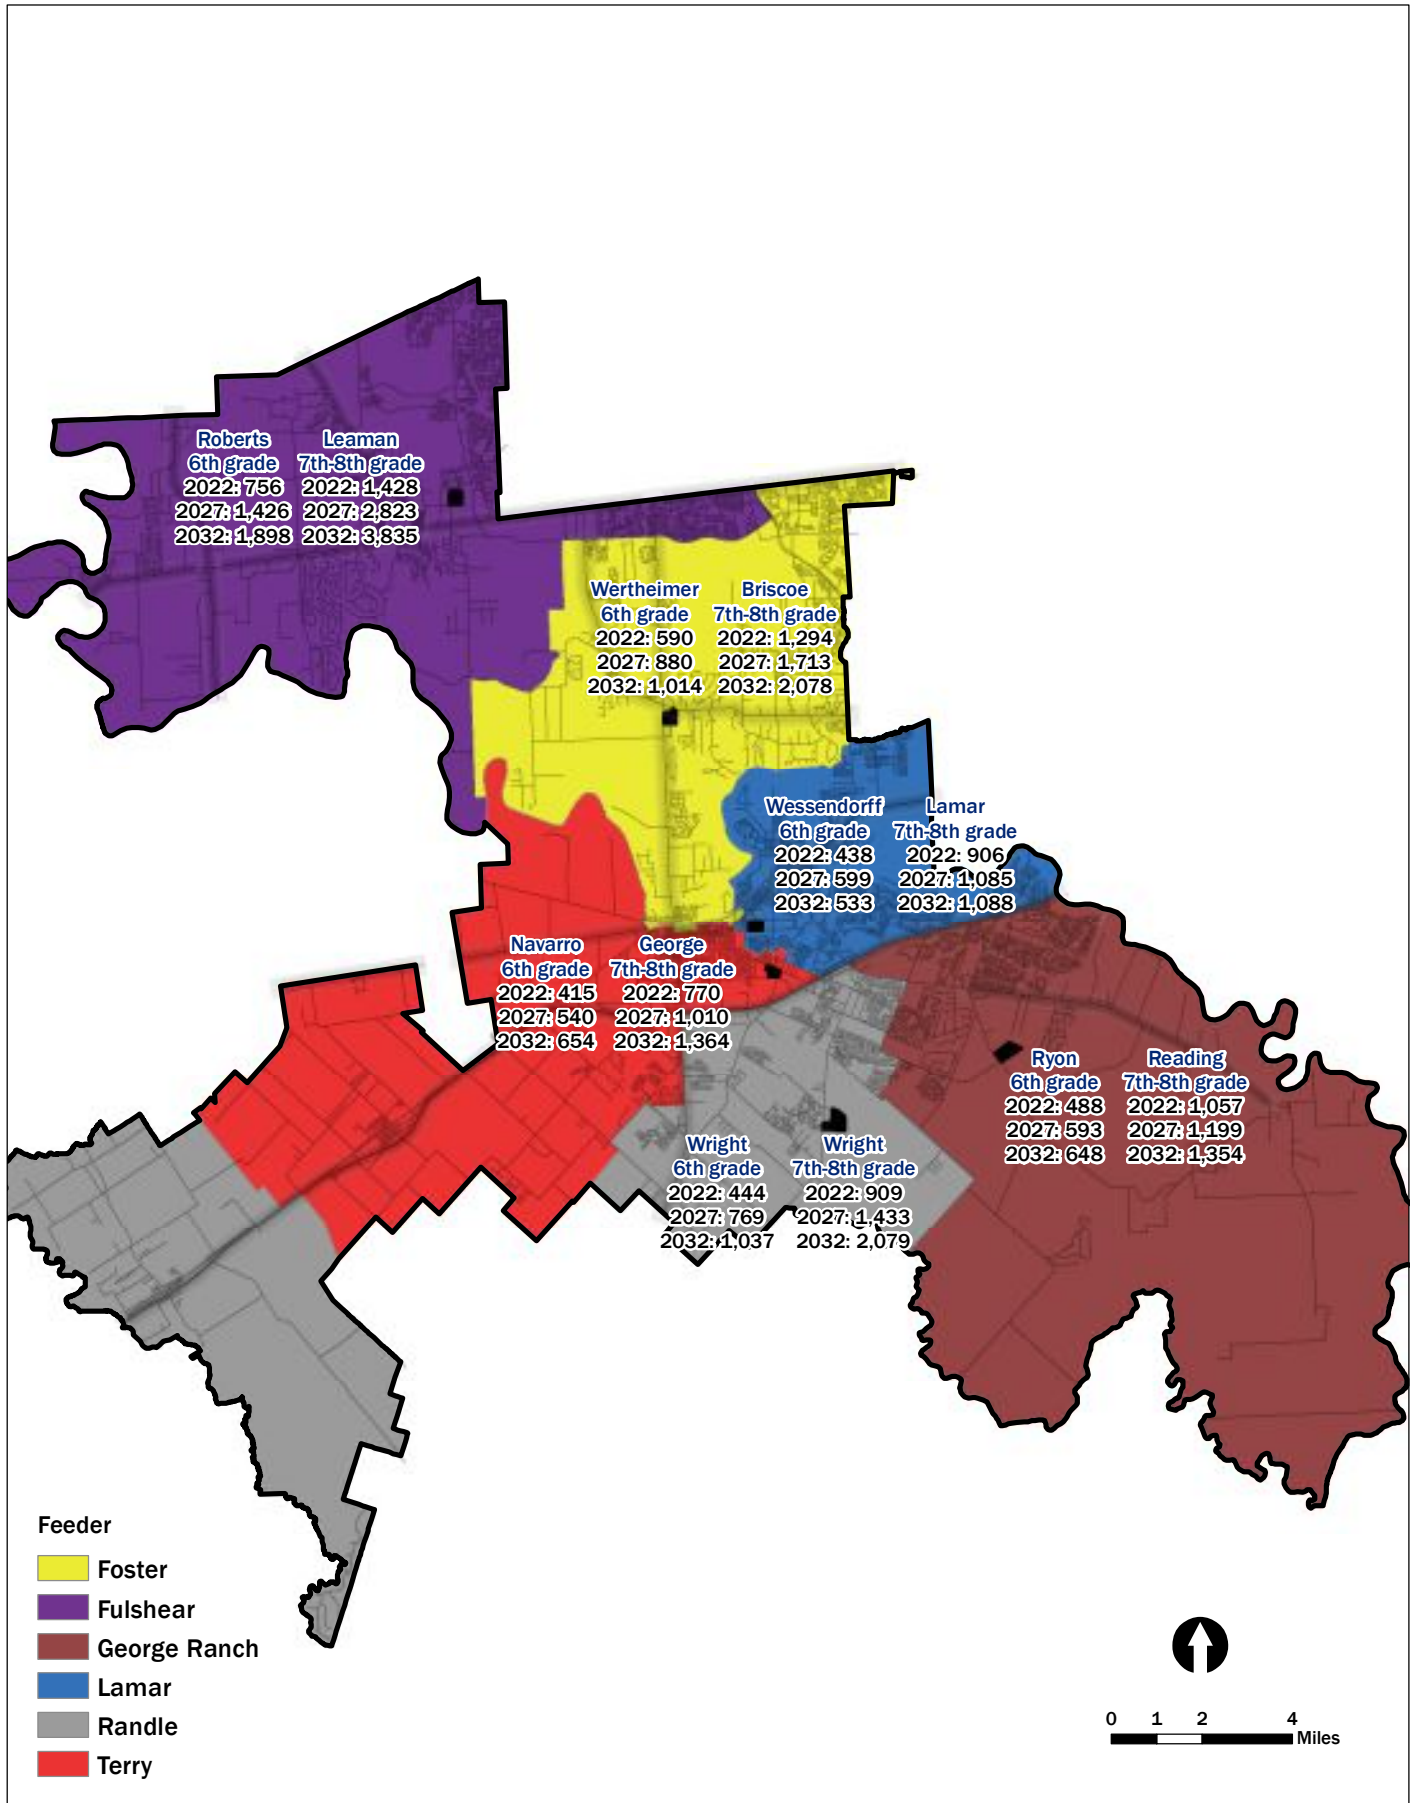 Roberts
6th grade
2022: 756
2027: 1,426
2032: 1,898
Leaman
7th-8th grade
2022: 1,428
2027: 2,823
2032: 3,835
Wertheimer
6th grade
2022: 590
2027: 880
2032: 1,014
Briscoe
7th-8th grade
2022: 1,294
2027: 1,713
2032: 2,078
Wessendorff
6th grade
2022: 438
2027: 599
2032: 533
Lamar
7th-8th grade
2022: 906
2027: 1,085
2032: 1,088
Navarro
6th grade
2022: 415
2027: 540
2032: 654
George
7th-8th grade
2022: 770
2027: 1,010
2032: 1,364
Ryon
6th grade
2022: 488
2027: 593
2032: 648
Reading
7th-8th grade
2022: 1,057
2027: 1,199
2032: 1,354
Wright
6th grade
2022: 444
2027: 769
2032: 1,037
Wright
7th-8th grade
2022: 909
2027: 1,433
2032: 2,079
Feeder
Foster
Fulshear
George Ranch
Lamar
Randle
Terry
0 1 2 4
Miles